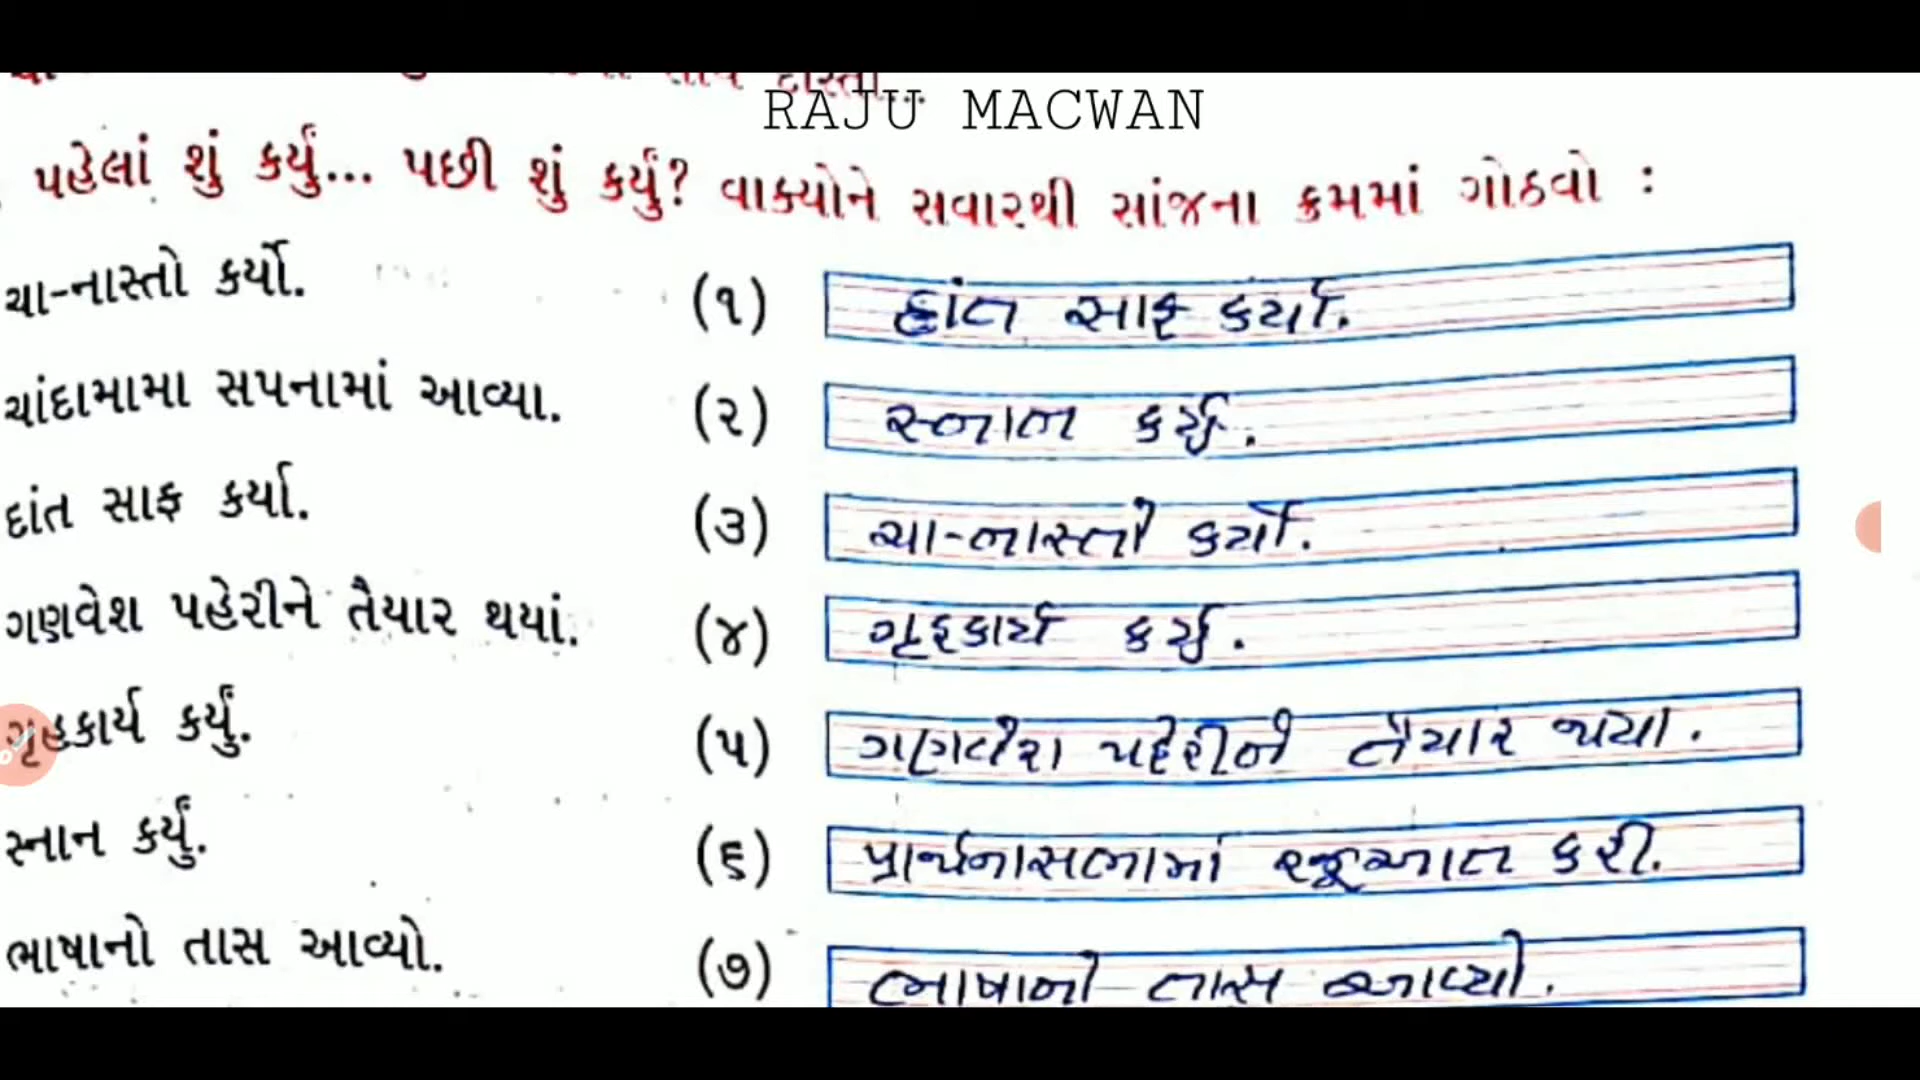 RAJU MACWAN
પહેલાં શું કર્યું... પછી શું કર્યું? વાક્યોને સવારથી સાંજના ક્રમમાં ગોઠવો :
ચા-નાસ્તો કર્યો. (૧) દાંત સાફ કર્યા.
ચાંદામામા સપનામાં આવ્યા. (૨) સ્નાન કર્યુ.
દાંત સાફ કર્યા. (૩) ચા-નાસ્તો કર્યો.
ગણવેશ પહેરીને તૈયાર થયાં. (૪) ગૃહકાર્ય કર્યુ.
ગૃહકાર્ય કર્યું. (૫) ગણવેશ પહેરીને તૈયાર થયા.
સ્નાન કર્યું. (૬) પ્રાર્થનાસભામાં રજૂઆત કરી.
ભાષાનો તાસ આવ્યો. (૭) ભાષાનો તાસ આવ્યો.